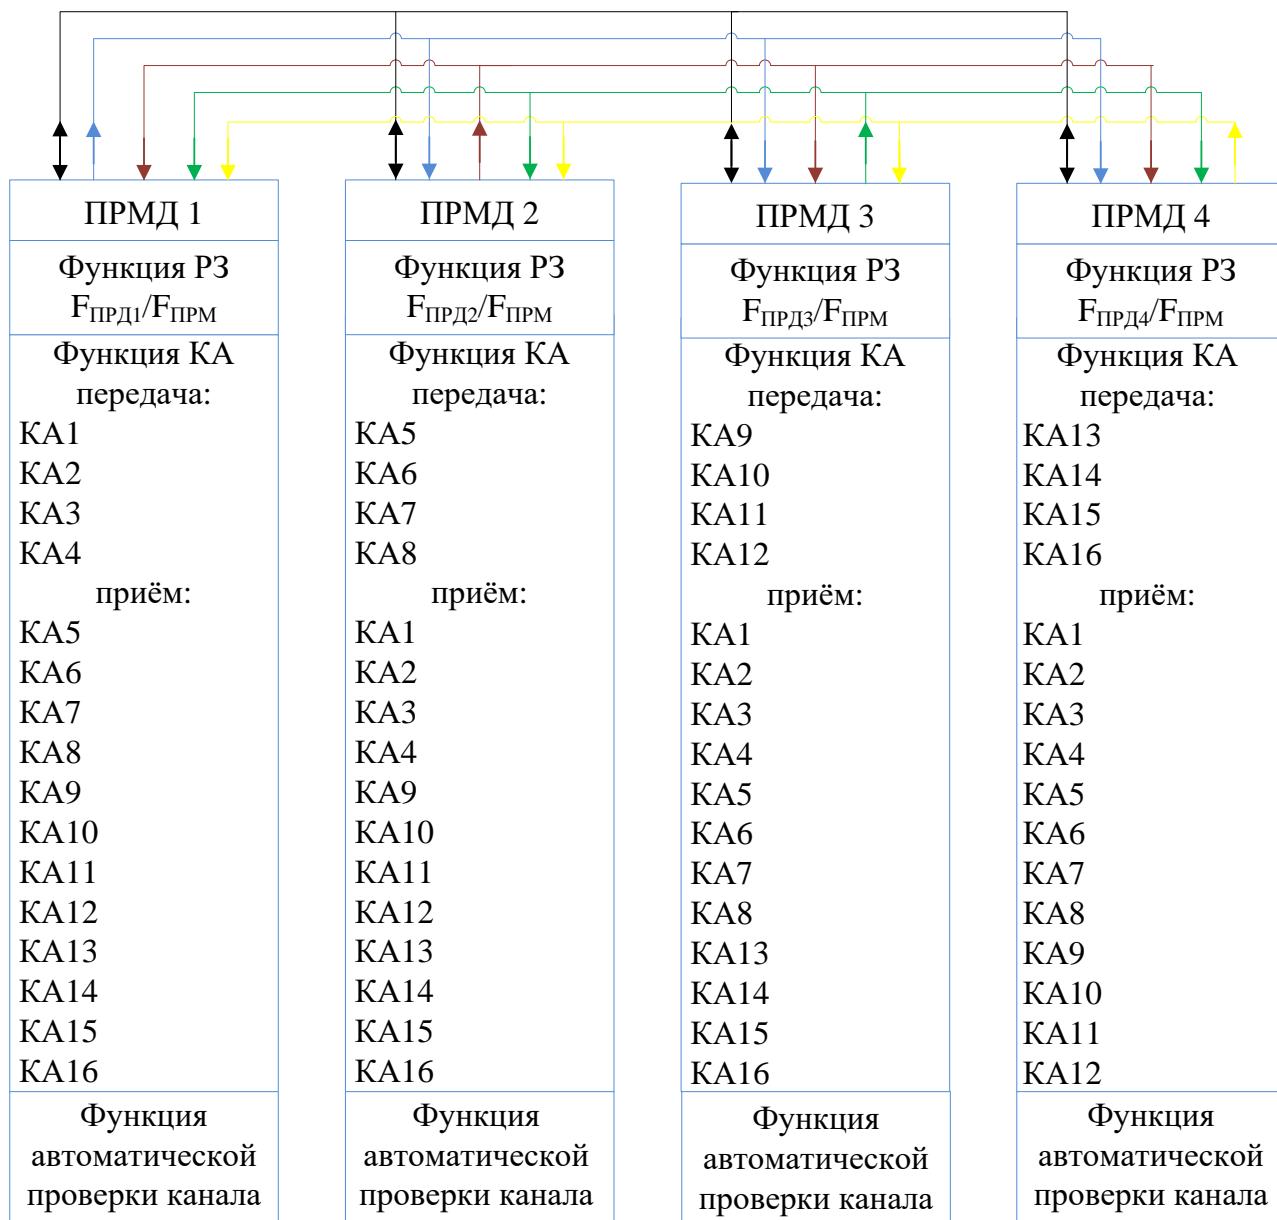 ПРМД 1
Функция РЗ
FПРД1/FПРМ
Функция КА
передача:
КА1
КА2
КА3
КА4
приём:
КА5
КА6
КА7
КА8
КА9
КА10
КА11
КА12
КА13
КА14
КА15
КА16
Функция
автоматической
проверки канала
ПРМД 2
Функция РЗ
FПРД2/FПРМ
Функция КА
передача:
КА5
КА6
КА7
КА8
приём:
КА1
КА2
КА3
КА4
КА9
КА10
КА11
КА12
КА13
КА14
КА15
КА16
Функция
автоматической
проверки канала
ПРМД 3
Функция РЗ
FПРД3/FПРМ
Функция КА
передача:
КА9
КА10
КА11
КА12
приём:
КА1
КА2
КА3
КА4
КА5
КА6
КА7
КА8
КА13
КА14
КА15
КА16
Функция
автоматической
проверки канала
ПРМД 4
Функция РЗ
FПРД4/FПРМ
Функция КА
передача:
КА13
КА14
КА15
КА16
приём:
КА1
КА2
КА3
КА4
КА5
КА6
КА7
КА8
КА9
КА10
КА11
КА12
Функция
автоматической
проверки канала